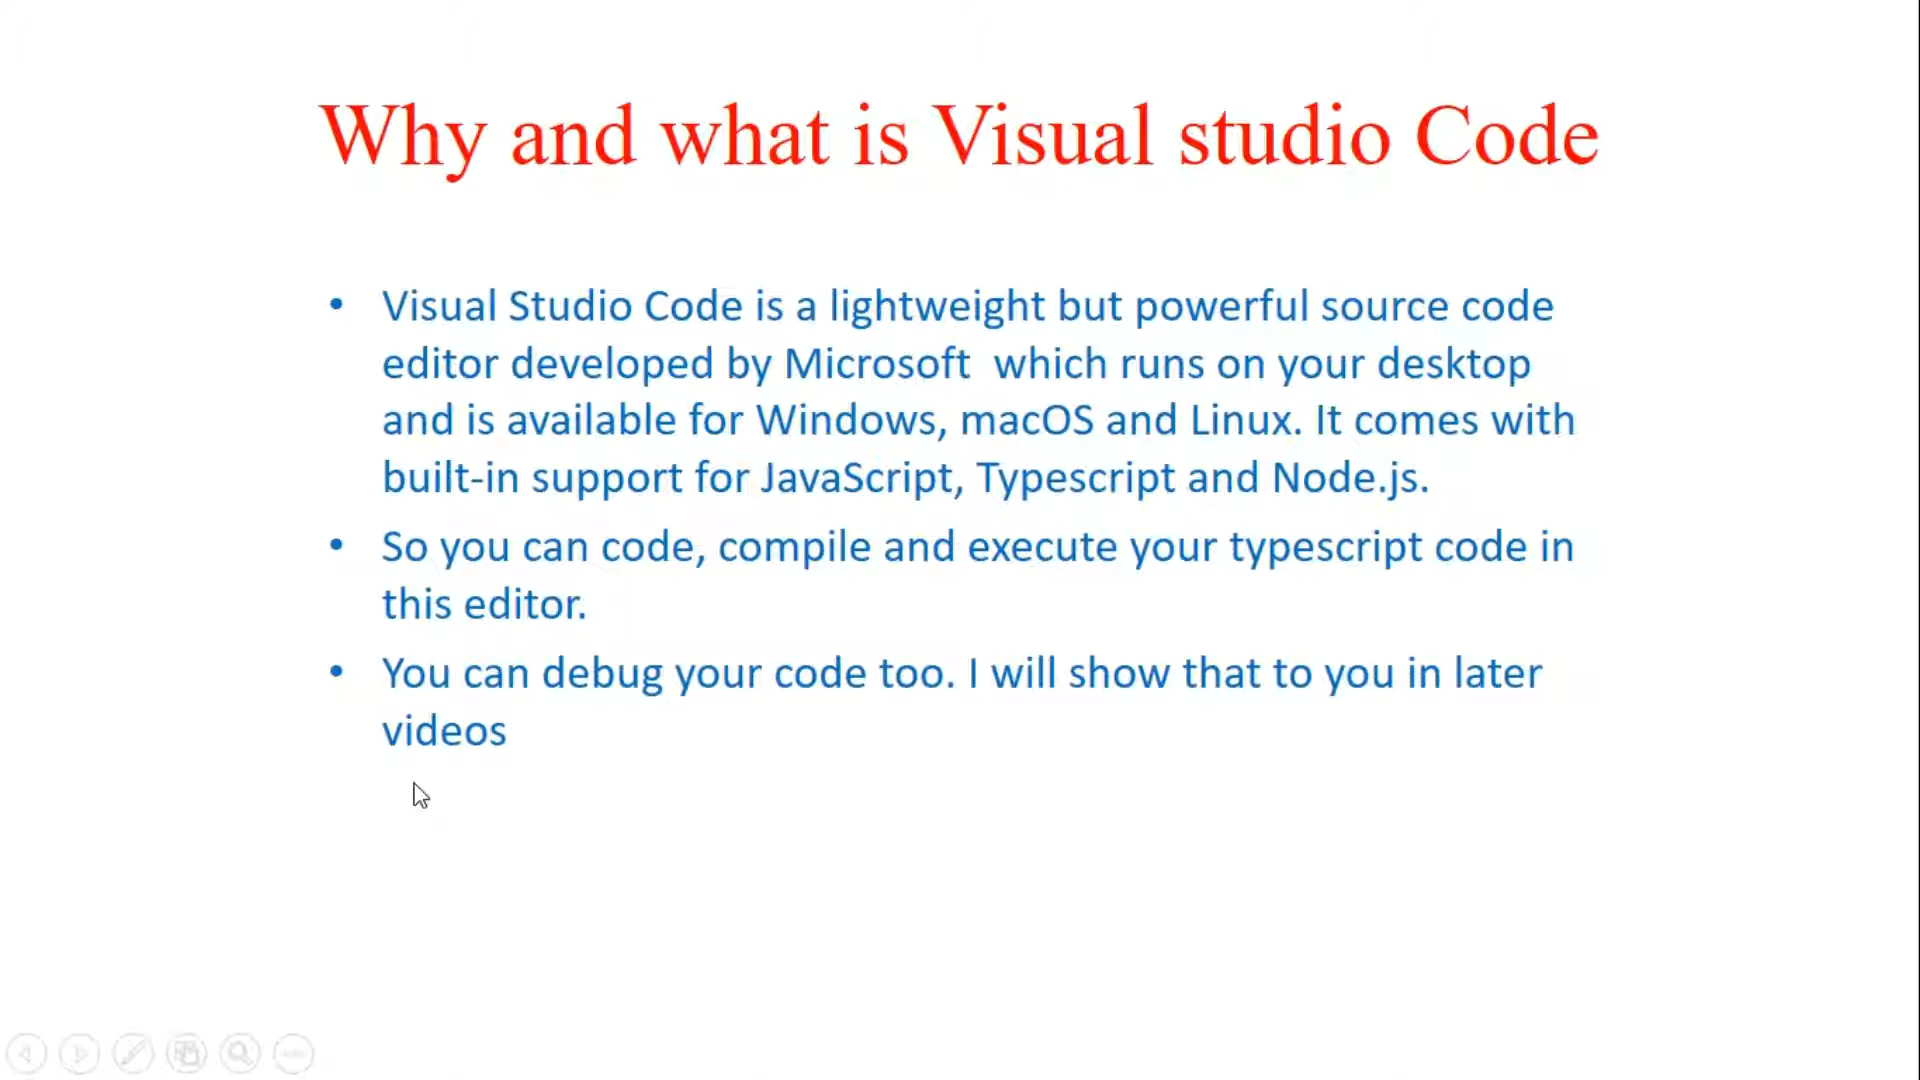 Why and what is Visual studio Code
• Visual Studio Code is a lightweight but powerful source code
editor developed by Microsoft  which runs on your desktop
and is available for Windows, macOS and Linux. It comes with
built-in support for JavaScript, Typescript and Node.js.
• So you can code, compile and execute your typescript code in
this editor.
• You can debug your code too. I will show that to you in later
videos